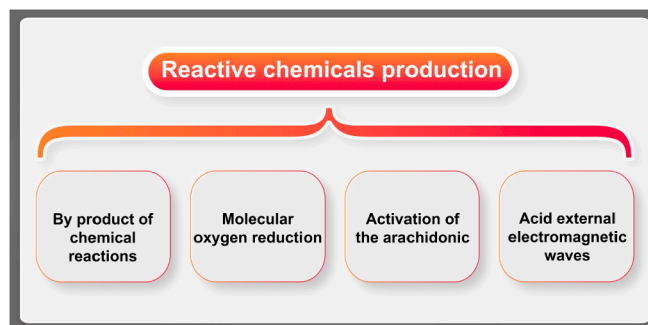 Reactive chemicals production
By product of
chemical
reactions
Molecular
oxygen reduction
Activation of
the arachidonic
Acid external
electromagnetic
waves